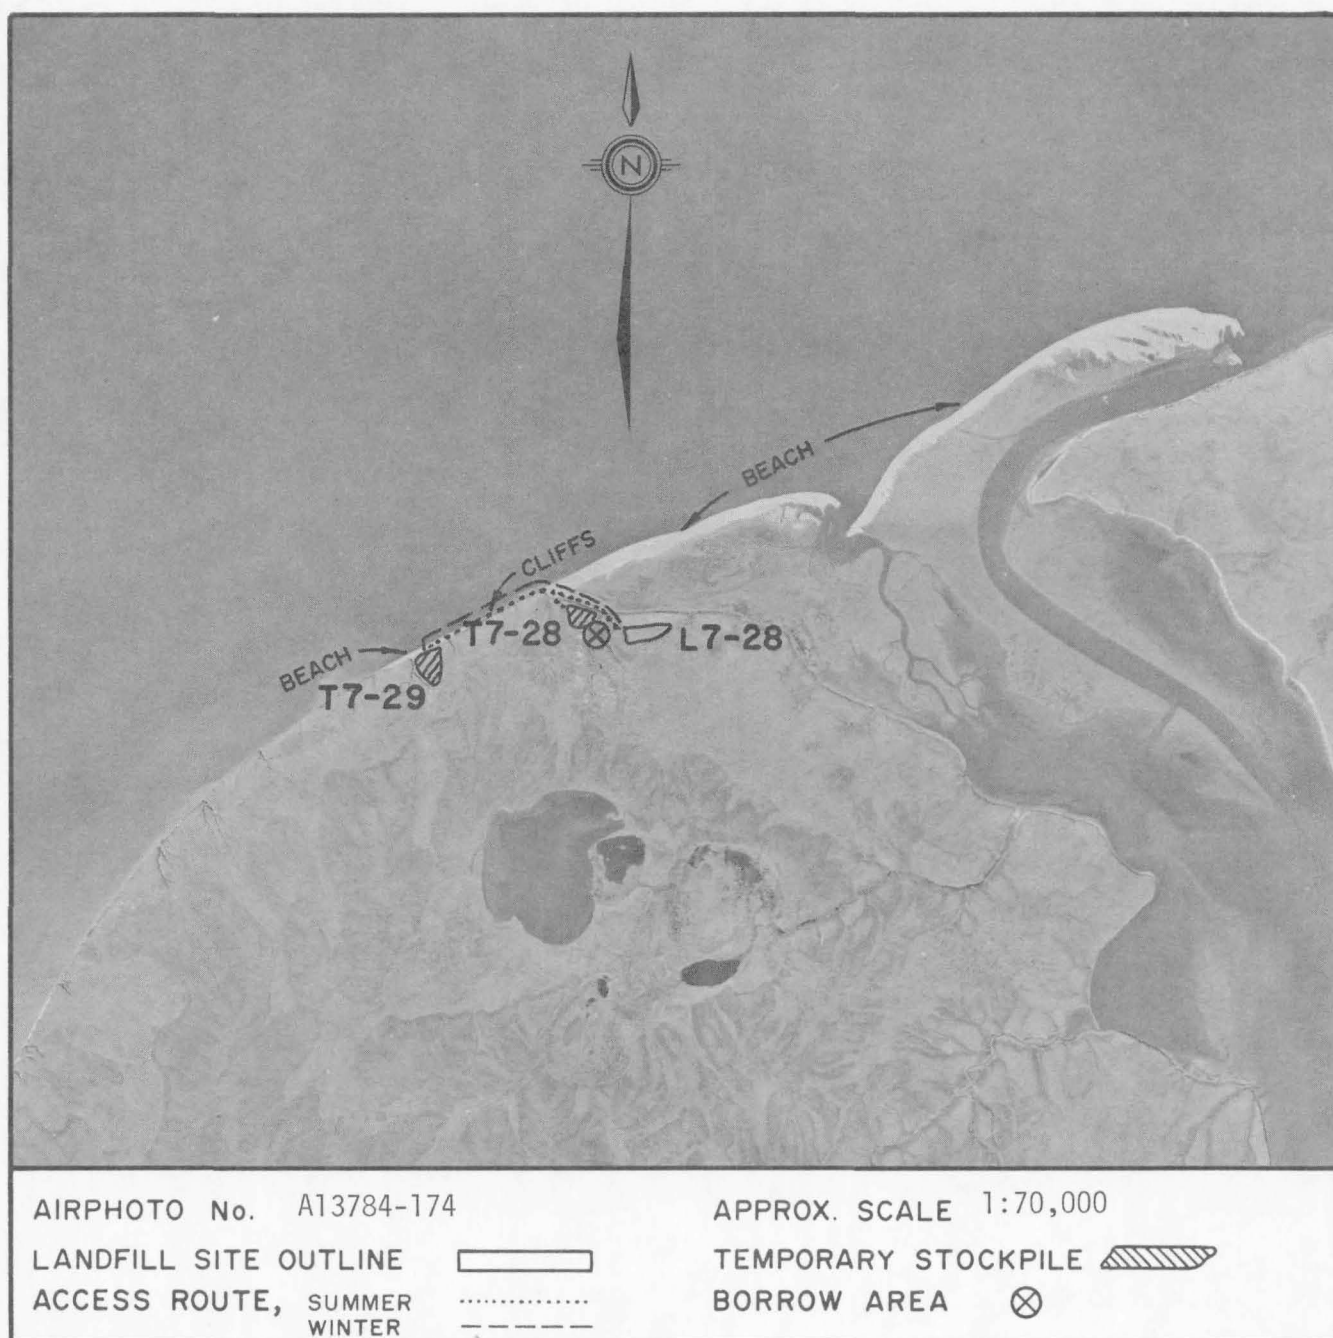 N
BEACH
CLIFFS
T7-28
L7-28
BEACH
T7-29
AIRPHOTO No. A13784-174
APPROX. SCALE 1:70,000
LANDFILL SITE OUTLINE
TEMPORARY STOCKPILE
ACCESS ROUTE, SUMMER
WINTER
BORROW AREA